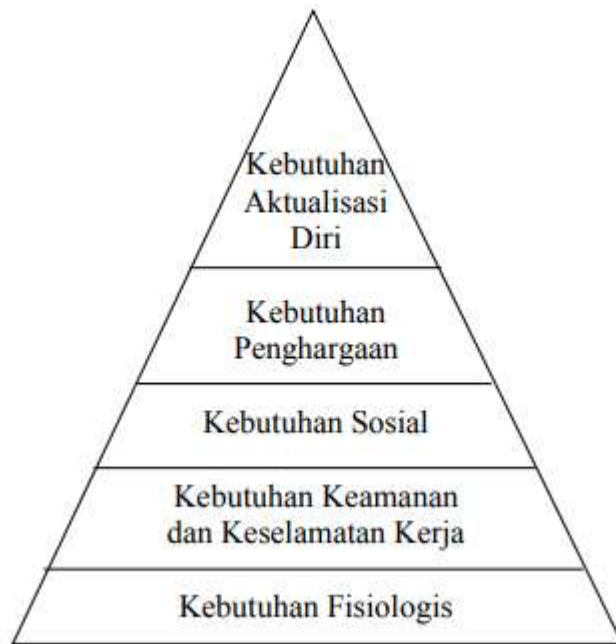 Kebutuhan
Aktualisasi
Diri
Kebutuhan
Penghargaan
Kebutuhan Sosial
Kebutuhan Keamanan
dan Keselamatan Kerja
Kebutuhan Fisiologis